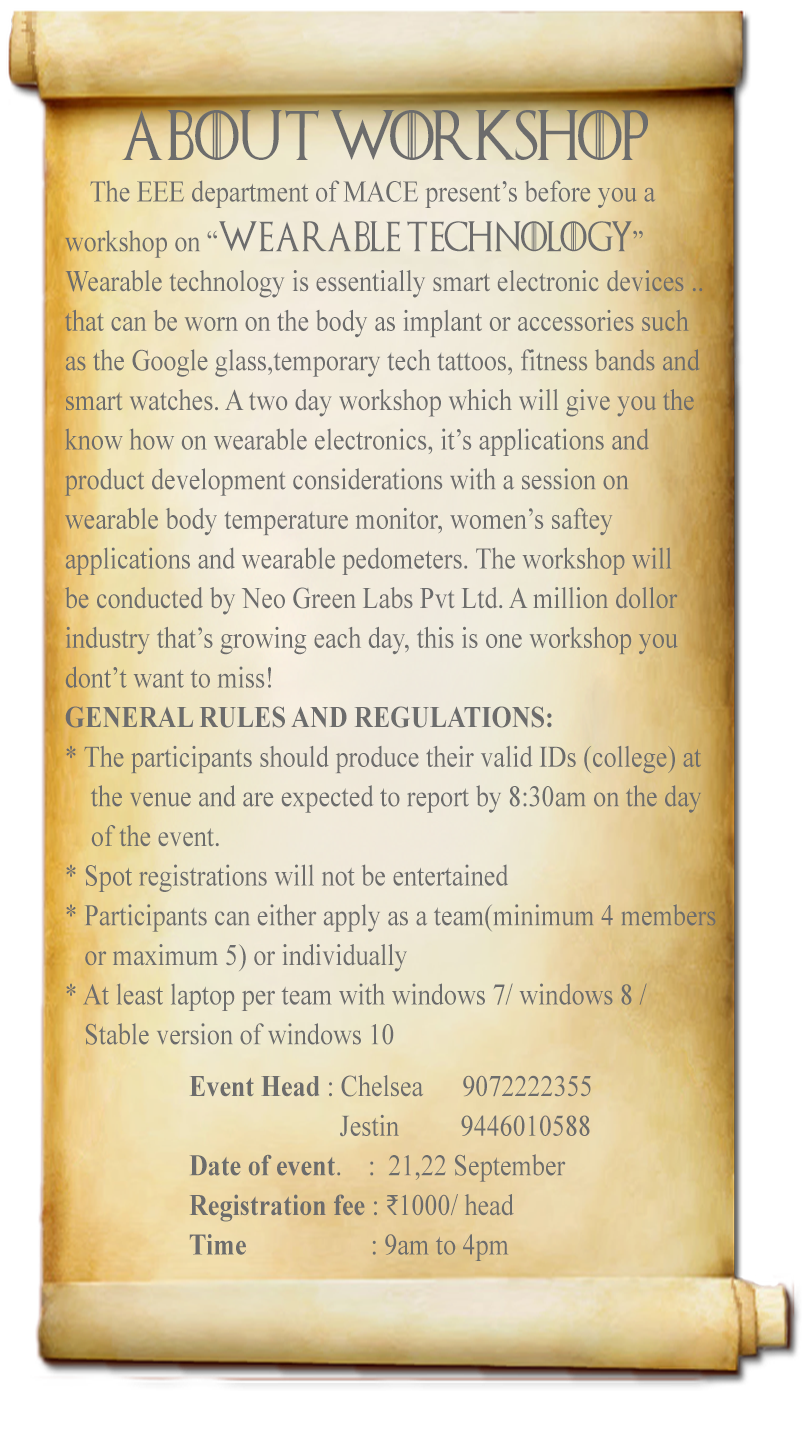 ABOUT WORKSHOP
The EEE department of MACE present’s before you a
workshop on “WEARABLE TECHNOLOGY”
Wearable technology is essentially smart electronic devices ..
that can be worn on the body as implant or accessories such
as the Google glass,temporary tech tattoos, fitness bands and
smart watches. A two day workshop which will give you the
know how on wearable electronics, it’s applications and
product development considerations with a session on
wearable body temperature monitor, women’s saftey
applications and wearable pedometers. The workshop will
be conducted by Neo Green Labs Pvt Ltd. A million dollor
industry that’s growing each day, this is one workshop you
dont’t want to miss!
GENERAL RULES AND REGULATIONS:
* The participants should produce their valid IDs (college) at
the venue and are expected to report by 8:30am on the day
of the event.
* Spot registrations will not be entertained
* Participants can either apply as a team(minimum 4 members
or maximum 5) or individually
* At least laptop per team with windows 7/ windows 8 /
Stable version of windows 10
Event Head : Chelsea 9072222355
Jestin 9446010588
Date of event. : 21,22 September
Registration fee : ₹1000/ head
Time : 9am to 4pm